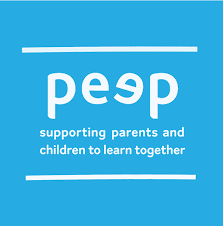 peep
supporting parents and
children to learn together